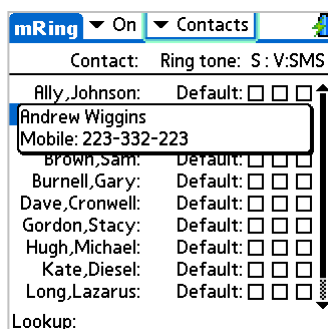 mRing On Contacts
Contact: Ring tone: S : V:SMS
Ally,Johnson: Default:
Andrew Wiggins
Mobile: 223-332-223
Brown,Sam: Default:
Burnell,Gary: Default:
Dave,Cronwell: Default:
Gordon,Stacy: Default:
Hugh,Michael: Default:
Kate,Diesel: Default:
Long,Lazarus: Default:
Lookup: